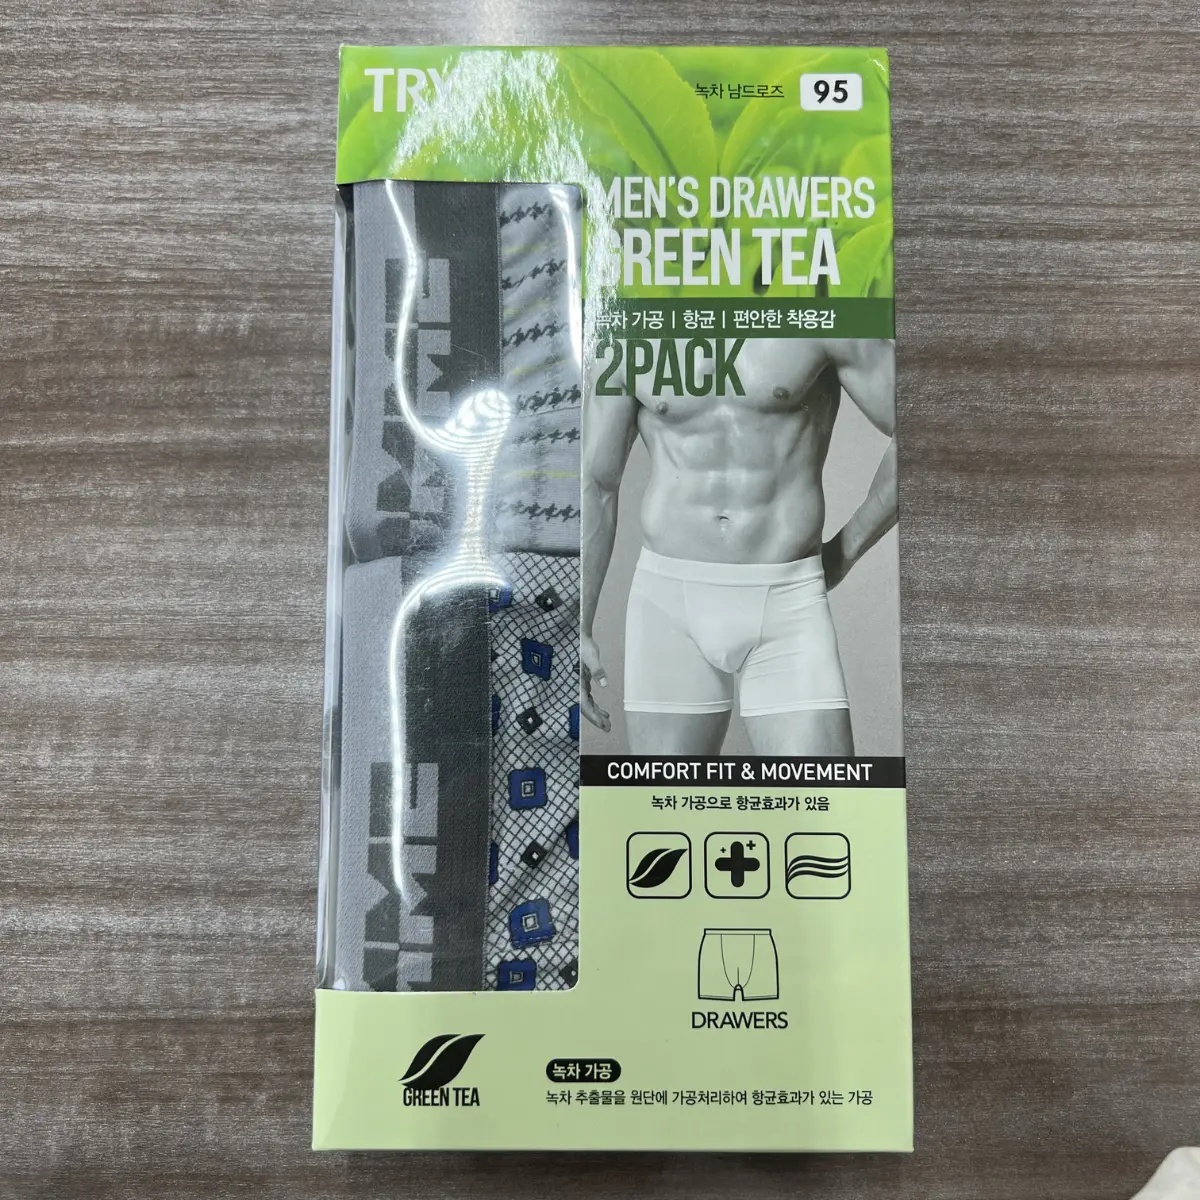 TRY
녹차 남드로즈 95
MEN'S DRAWERS
GREEN TEA
녹차 가공 | 항균 | 편안한 착용감
2PACK
COMFORT FIT & MOVEMENT
녹차 가공으로 항균효과가 있음
DRAWERS
GREEN TEA
녹차 가공
녹차 추출물을 원단에 가공처리하여 항균효과가 있는 가공